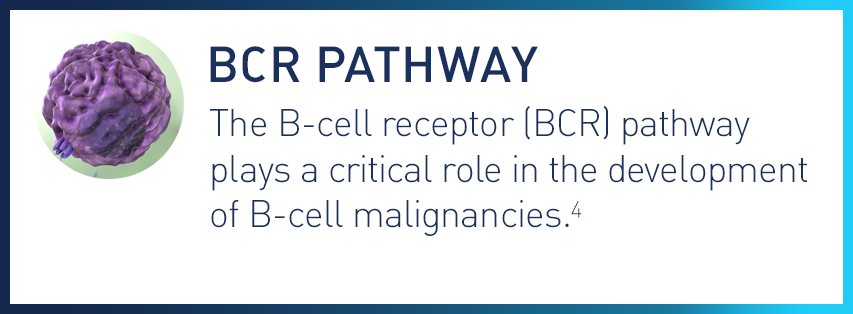 BCR PATHWAY
The B-cell receptor (BCR) pathway
plays a critical role in the development
of B-cell malignancies.⁴